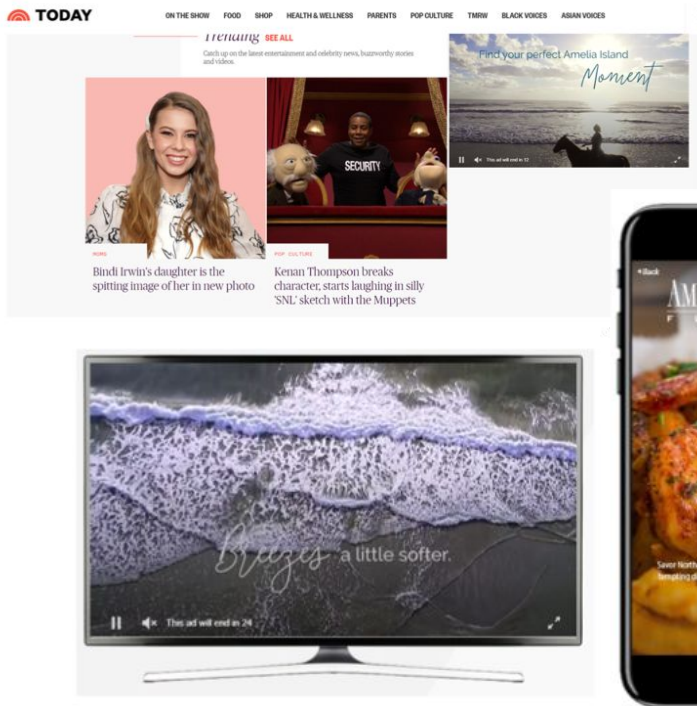 TODAY
ON THE SHOW FOOD SHOP HEALTH & WELLNESS PARENTS POP CULTURE TMRW BLACK VOICES ASIAN VOICES
Trending SEE ALL
Catch up on the latest entertainment and celebrity news, buzzworthy stories
and videos.
Find your perfect Amelia Island
Moment
This ad will end in 12
SECURITY
MOMS
Bindi Irwin's daughter is the
spitting image of her in new photo
POP CULTURE
Kenan Thompson breaks
character, starts laughing in silly
'SNL' sketch with the Muppets
Breezes a little softer.
This ad will end in 24
Back
AM
F
Savor North
tempting d